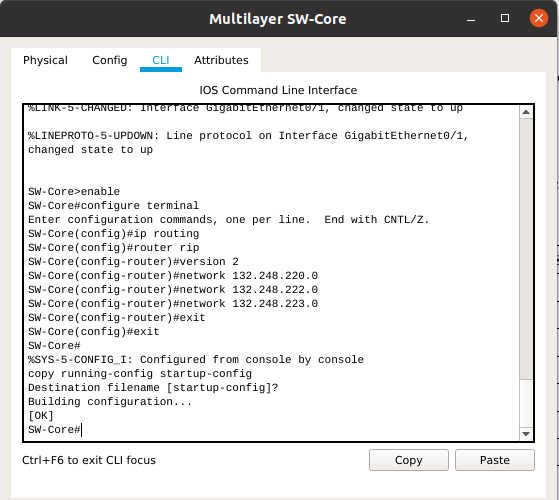 Multilayer SW-Core
Physical Config CLI Attributes
IOS Command Line Interface
%LINK-5-CHANGED: Interface GigabitEthernet0/1, changed state to up
%LINEPROTO-5-UPDOWN: Line protocol on Interface GigabitEthernet0/1,
changed state to up
SW-Core>enable
SW-Core#configure terminal
Enter configuration commands, one per line.  End with CNTL/Z.
SW-Core(config)#ip routing
SW-Core(config)#router rip
SW-Core(config-router)#version 2
SW-Core(config-router)#network 132.248.220.0
SW-Core(config-router)#network 132.248.222.0
SW-Core(config-router)#network 132.248.223.0
SW-Core(config-router)#exit
SW-Core(config)#exit
SW-Core#
%SYS-5-CONFIG_I: Configured from console by console
copy running-config startup-config
Destination filename [startup-config]?
Building configuration...
[OK]
SW-Core#
Ctrl+F6 to exit CLI focus
Copy
Paste